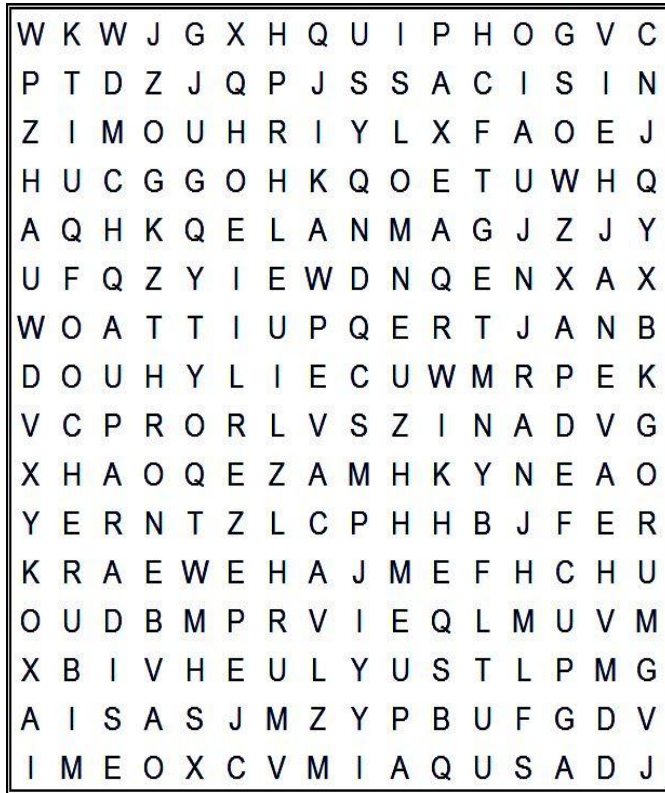 W K W J G X H Q U I P H O G V C
P T D Z J Q P J S S A C I S I N
Z I M O U H R I Y L X F A O E J
H U C G G O H K Q O E T U W H Q
A Q H K Q E L A N M A G J Z J Y
U F Q Z Y I E W D N Q E N X A X
W O A T T I U P Q E R T J A N B
D O U H Y L I E C U W M R P E K
V C P R O R L V S Z I N A D V G
X H A O Q E Z A M H K Y N E A O
Y E R N T Z L C P H H B J F E R
K R A E W E H A J M E F H C H U
O U D B M P R V I E Q L M U V M
X B I V H E U L Y U S T L P M G
A I S A S J M Z Y P B U F G D V
I M E O X C V M I A Q U S A D J